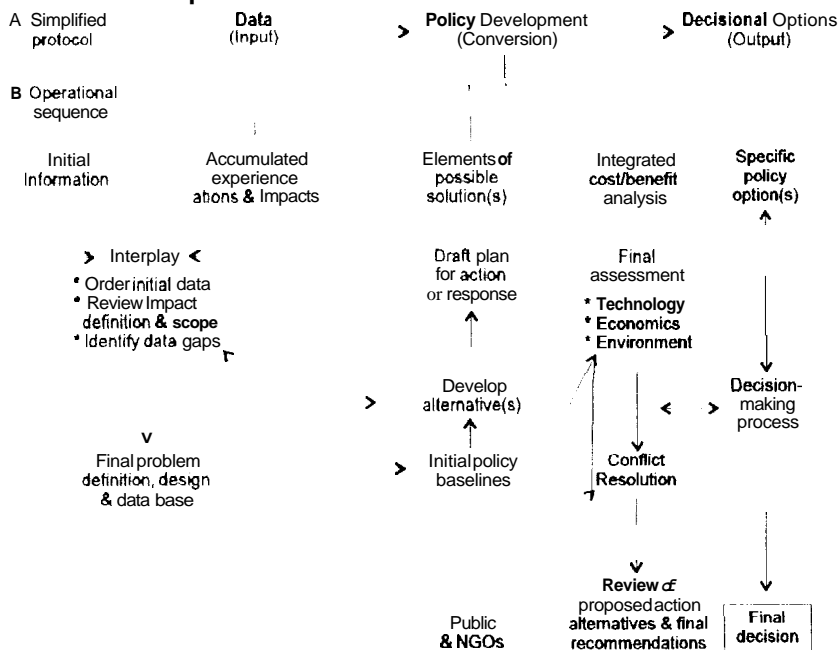 A Simplified
protocol
Data
(Input)
> Policy Development
(Conversion)
> Decisional Options
(Output)
B Operational
sequence
Initial
Information
Accumulated
experience
ations & Impacts
Elements of
possible
solution(s)
Integrated
cost/benefit
analysis
Specific
policy
option(s)
> Interplay <
* Order initial data
* Review Impact
definition & scope
* Identify data gaps
Draft plan
for action
or response
Final
assessment
* Technology
* Economics
* Environment
Develop
alternative(s)
Decision-
making
process
Final problem
definition, design
& data base
Initial policy
baselines
Conflict
Resolution
Public
& NGOs
Review of
proposed action
alternatives & final
recommendations
Final
decision